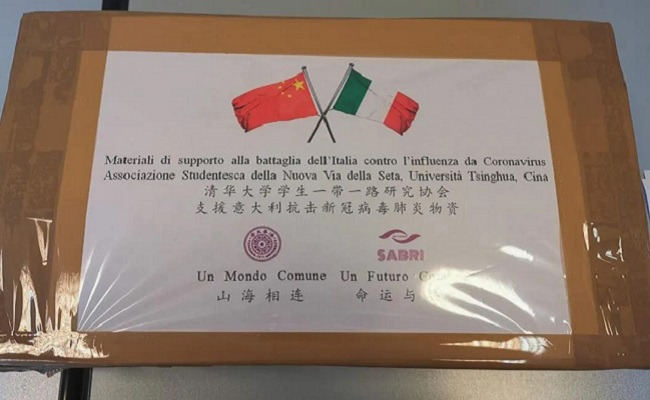 Materiali di supporto alla battaglia dell'Italia contro l'influenza da Coronavirus
Associazione Studentesca della Nuova Via della Seta, Università Tsinghua, Cina
清华大学学生一带一路研究协会
支援意大利抗击新冠病毒肺炎物资
SABRI
Un Mondo Comune Un Futuro
山海相连 命运与